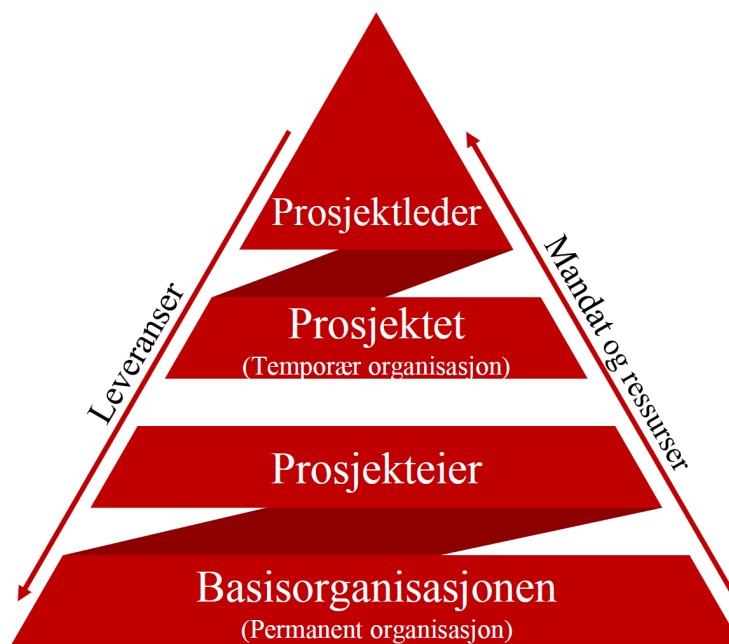 Prosjektleder
Prosjektet
(Temporær organisasjon)
Prosjekteier
Basisorganisasjonen
(Permanent organisasjon)
Leveranser
Mandat og ressurser